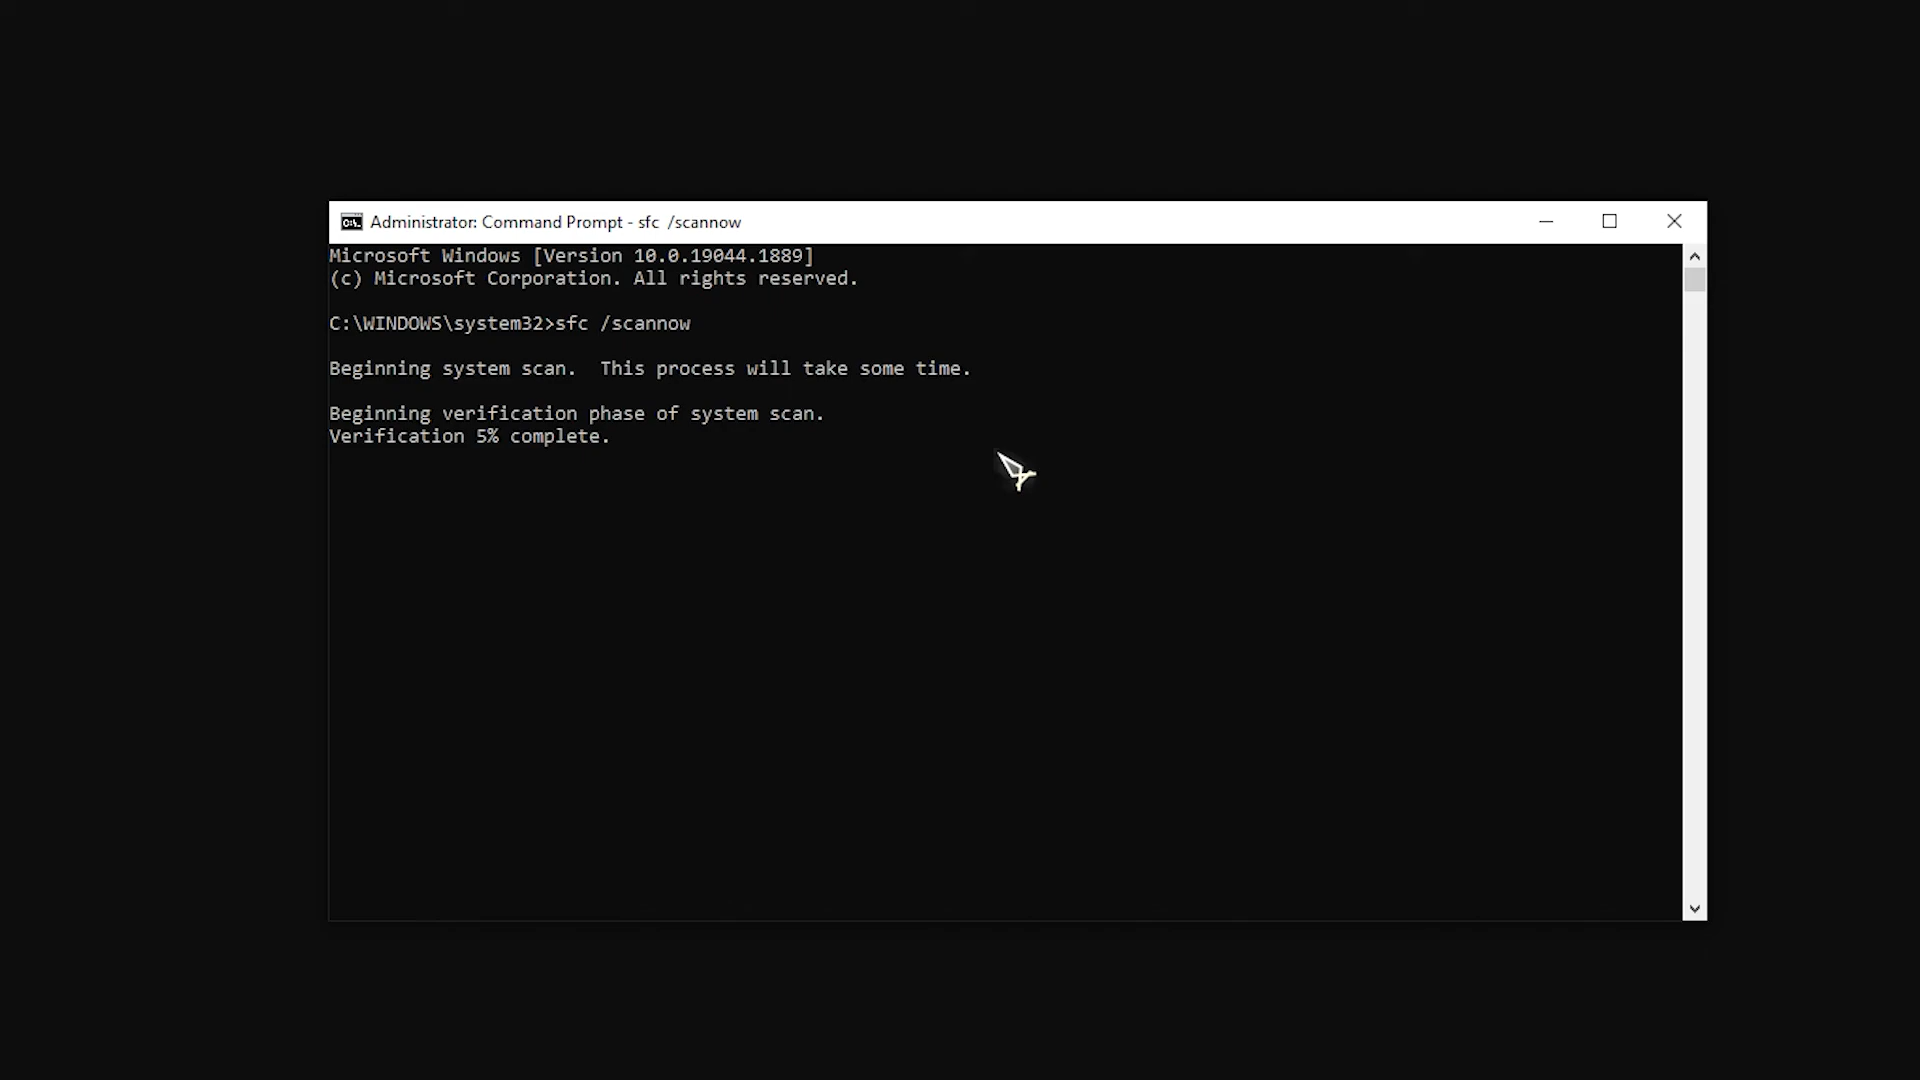 Administrator: Command Prompt - sfc  /scannow
Microsoft Windows [Version 10.0.19044.1889]
(c) Microsoft Corporation. All rights reserved.
C:\WINDOWS\system32>sfc /scannow
Beginning system scan.  This process will take some time.
Beginning verification phase of system scan.
Verification 5% complete.